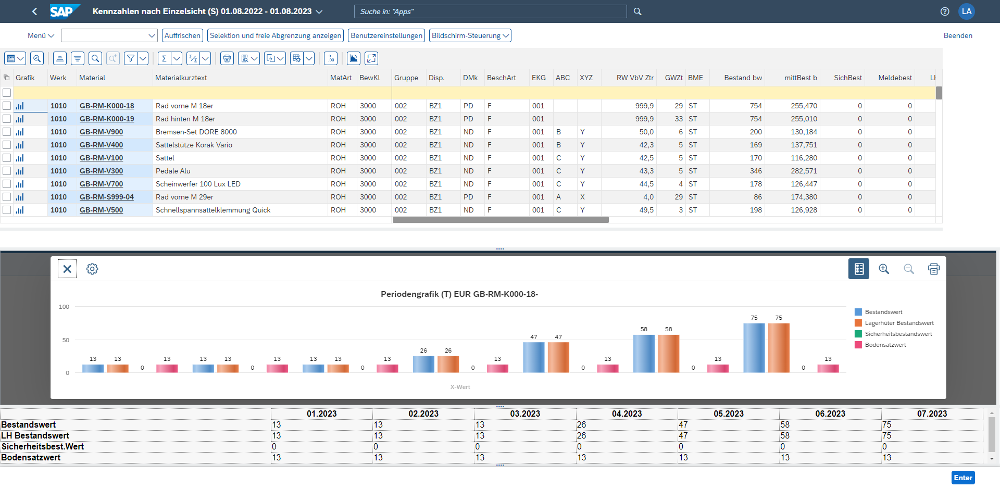 SAP Kennzahlen nach Einzelsicht (S) 01.08.2022 - 01.08.2023 Suche in: "Apps" LA
Menü Auffrischen Selektion und freie Abgrenzung anzeigen Benutzereinstellungen Bildschirm-Steuerung Beenden
Grafik Werk Material Materialkurztext MatArt BewKl Gruppe Disp. DMk BeschArt EKG ABC XYZ RW VbV Ztr GWZt BME Bestand bw mittBest b SichBest Meldebest
1010 GB-RM-K000-18 Rad vorne M 18er ROH 3000 002 BZ1 PD F 001 999,9 29 ST 754 255,470 0 0
1010 GB-RM-K000-19 Rad hinten M 18er ROH 3000 002 BZ1 PD F 001 999,9 33 ST 754 255,010 0 0
1010 GB-RM-V900 Bremsen-Set DORE 8000 ROH 3000 002 BZ1 ND F 001 B Y 50,0 6 ST 200 130,184 0 0
1010 GB-RM-V400 Sattelstütze Korak Vario ROH 3000 002 BZ1 ND F 001 B Y 42,3 5 ST 169 137,751 0 0
1010 GB-RM-V100 Sattel ROH 3000 002 BZ1 ND F 001 C Y 42,5 5 ST 170 116,280 0 0
1010 GB-RM-V300 Pedale Alu ROH 3000 002 BZ1 ND F 001 C Y 43,3 5 ST 346 282,571 0 0
1010 GB-RM-V700 Scheinwerfer 100 Lux LED ROH 3000 002 BZ1 ND F 001 C Y 44,5 4 ST 178 126,447 0 0
1010 GB-RM-S999-04 Rad vorne M 29er ROH 3000 002 BZ1 PD F 001 A X 4,0 29 ST 86 174,380 0 0
1010 GB-RM-V500 Schnellspannsattelklemmung Quick ROH 3000 002 BZ1 ND F 001 C Y 49,5 3 ST 198 126,928 0 0
Periodengrafik (T) EUR GB-RM-K000-18-
100
50
0
13 13 0 13 13 13 0 13 13 13 0 13 26 26 0 13 47 47 0 13 58 58 0 13 75 75 0 13
X-Wert
Bestandswert
Lagerhüter Bestandswert
Sicherheitsbestandswert
Bodensatzwert
01.2023 02.2023 03.2023 04.2023 05.2023 06.2023 07.2023
Bestandswert 13 13 13 26 47 58 75
LH Bestandswert 13 13 13 26 47 58 75
Sicherheitsbest.Wert 0 0 0 0 0 0 0
Bodensatzwert 13 13 13 13 13 13 13
Enter